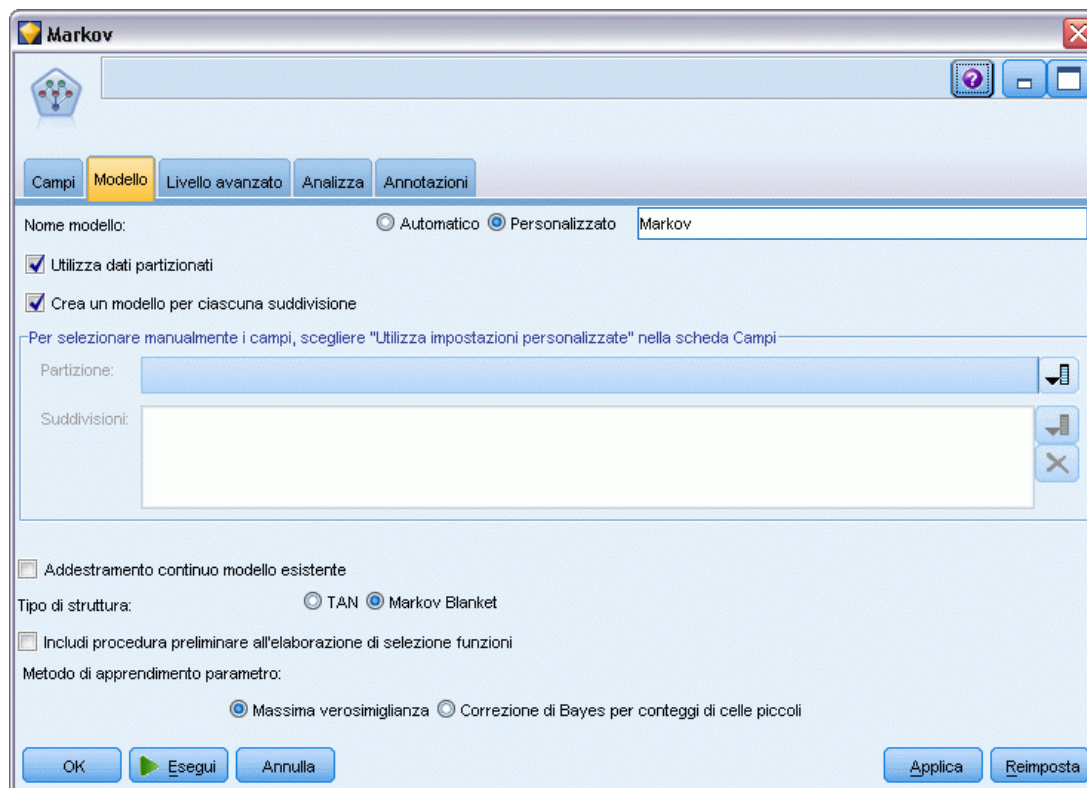 Markov
Campi Modello Livello avanzato Analizza Annotazioni
Nome modello: Automatico Personalizzato Markov
Utilizza dati partizionati
Crea un modello per ciascuna suddivisione
Per selezionare manualmente i campi, scegliere "Utilizza impostazioni personalizzate" nella scheda Campi
Partizione:
Suddivisioni:
Addestramento continuo modello esistente
Tipo di struttura: TAN Markov Blanket
Includi procedura preliminare all'elaborazione di selezione funzioni
Metodo di apprendimento parametro:
Massima verosimiglianza Correzione di Bayes per conteggi di celle piccoli
OK Esegui Annulla Applica Reimposta